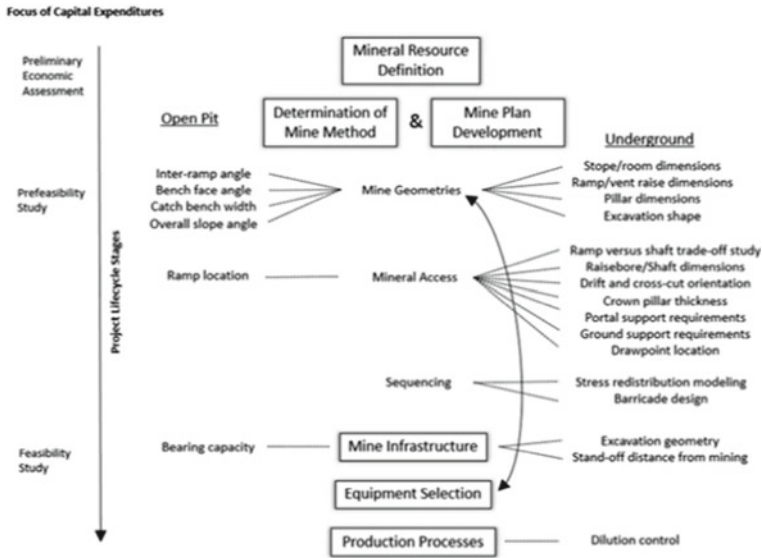 Focus of Capital Expenditures
Preliminary
Economic
Assessment
Mineral Resource
Definition
Open Pit
Determination of
Mine Method
&
Mine Plan
Development
Underground
Prefeasibility
Study
Inter-ramp angle
Bench face angle
Catch bench width
Overall slope angle
Mine Geometries
Stope/room dimensions
Ramp/vent raise dimensions
Pillar dimensions
Excavation shape
Project Lifecycle Stages
Ramp location
Mineral Access
Ramp versus shaft trade-off study
Raisebore/Shaft dimensions
Drift and cross-cut orientation
Crown pillar thickness
Portal support requirements
Ground support requirements
Drawpoint location
Sequencing
Stress redistribution modeling
Barricade design
Feasibility
Study
Bearing capacity
Mine Infrastructure
Excavation geometry
Stand-off distance from mining
Equipment Selection
Production Processes
Dilution control